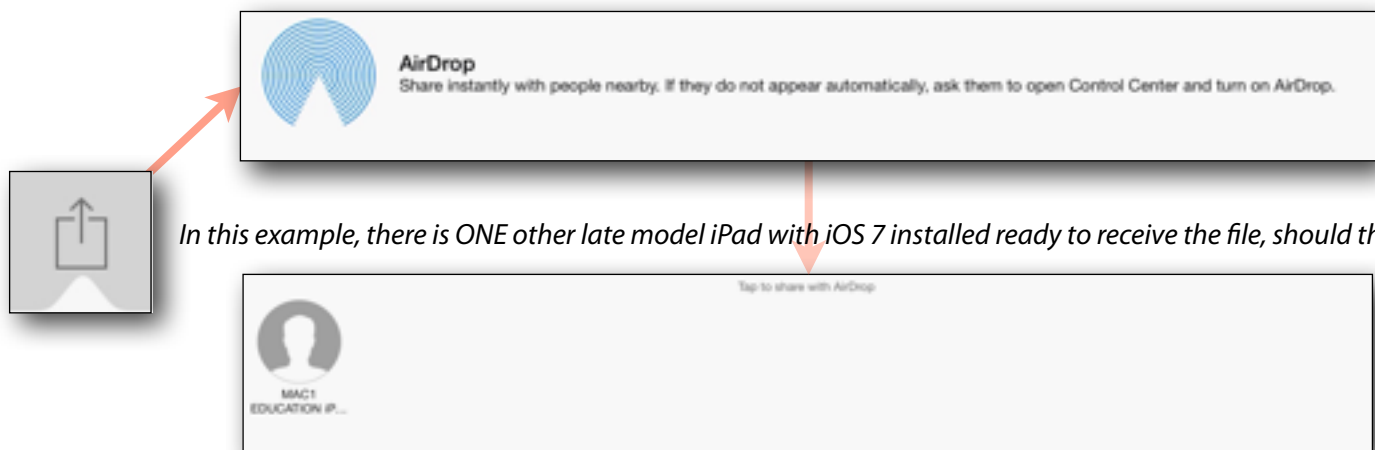 AirDrop
Share instantly with people nearby. If they do not appear automatically, ask them to open Control Center and turn on AirDrop.
In this example, there is ONE other late model iPad with iOS 7 installed ready to receive the file, should th
Tap to share with AirDrop
MAC1
EDUCATION iP...